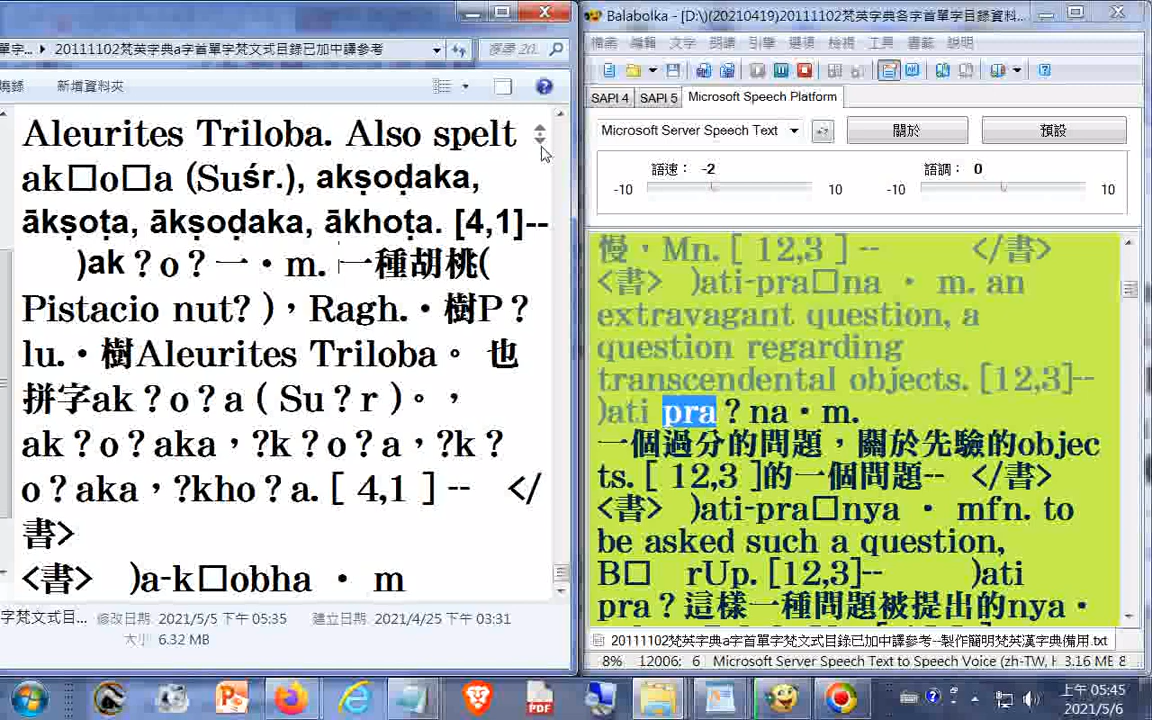 單字... ▸ 20111102梵英字典a字首單字梵文式目錄已加中譯參考
搜尋 20...
燒錄 新增資料夾
Aleurites Triloba. Also spelt
ak□o□a (Suśr.), akṣoḍaka,
ākṣoṭa, ākṣoḍaka, ākhoṭa. [4,1]--
)ak？o？一・m. 一種胡桃(
Pistacio nut? )，Ragh.・樹P？
lu.・樹Aleurites Triloba。 也
拼字ak？o？a ( Su？r )。，
ak？o？aka，?k？o？a，?k？
o？aka，?kho？a. [ 4,1 ] -- </
書>
<書> )a-k□obha ・ m
字梵文式目... 修改日期: 2021/5/5 下午 05:35 建立日期: 2021/4/25 下午 03:31
大小: 6.32 MB
Balabolka - [D:\)(20210419)20111102梵英字典各字首單字目錄資料...
檔案 編輯 文字 朗讀 引擎 選項 檢視 工具 書籤 說明
SAPI 4 SAPI 5 Microsoft Speech Platform
Microsoft Server Speech Text 關於 預設
語速: -2 語調: 0
-10 10 -10 10
慢，Mn. [ 12,3 ] -- </書>
<書> )ati-pra□na ・ m. an
extravagant question, a
question regarding
transcendental objects. [12,3]--
)ati pra？na・m.
一個過分的問題，關於先驗的objec
ts. [ 12,3 ]的一個問題-- </書>
<書> )ati-pra□nya ・ mfn. to
be asked such a question,
B□ rUp. [12,3]-- )ati
pra？這樣一種問題被提出的nya・
20111102梵英字典a字首單字梵文式目錄已加中譯參考--製作簡明梵英漢字典備用.txt
8% 12006: 6 Microsoft Server Speech Text to Speech Voice (zh-TW, H 3.16 MB 8
上午 05:45
2021/5/6